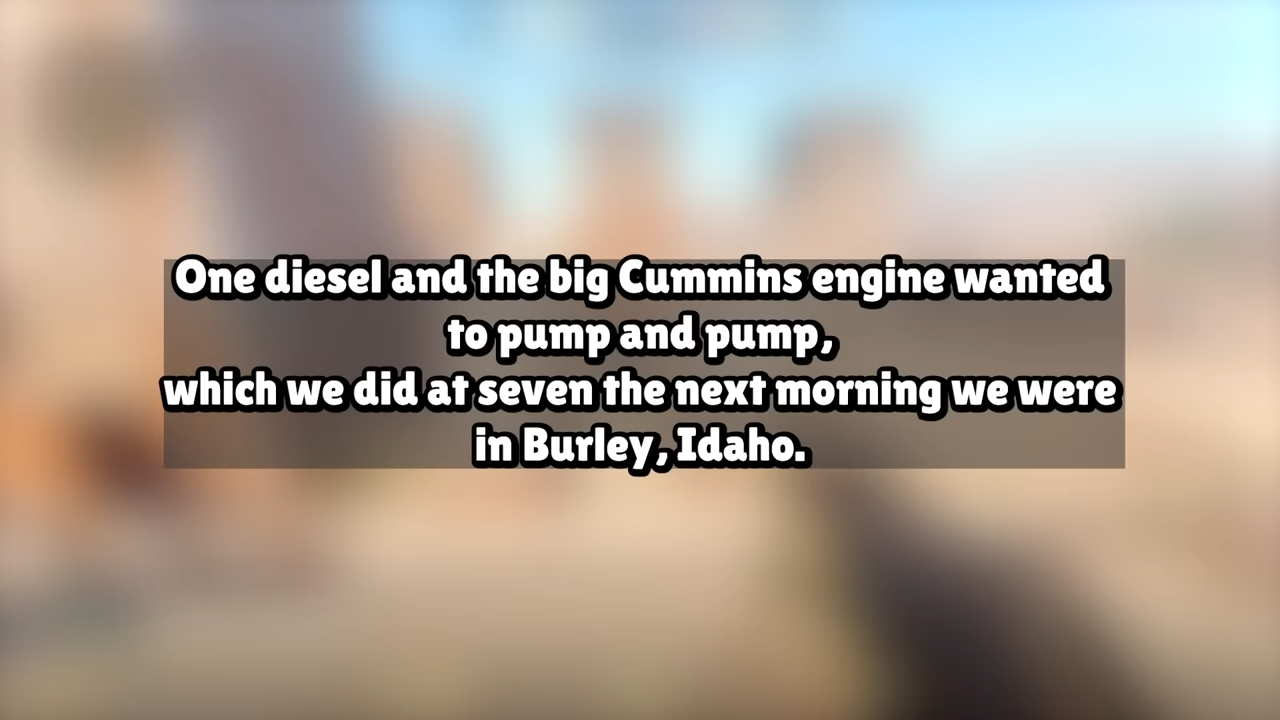 One diesel and the big Cummins engine wanted
to pump and pump,
which we did at seven the next morning we were
in Burley, Idaho.